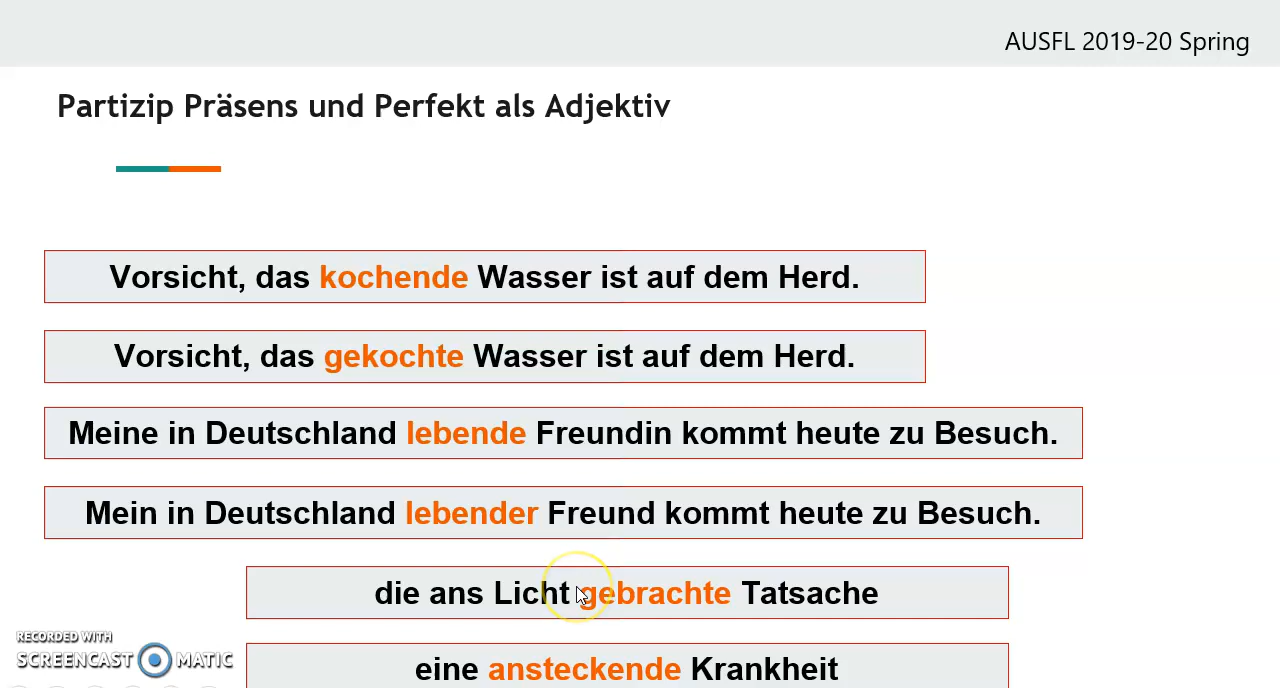 AUSFL 2019-20 Spring
Partizip Präsens und Perfekt als Adjektiv
Vorsicht, das kochende Wasser ist auf dem Herd.
Vorsicht, das gekochte Wasser ist auf dem Herd.
Meine in Deutschland lebende Freundin kommt heute zu Besuch.
Mein in Deutschland lebender Freund kommt heute zu Besuch.
die ans Licht gebrachte Tatsache
eine ansteckende Krankheit
RECORDED WITH
SCREENCAST MATIC